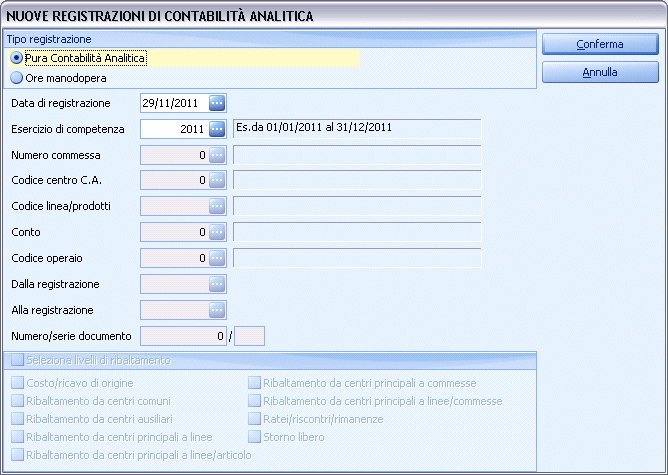 NUOVE REGISTRAZIONI DI CONTABILITÀ ANALITICA
Tipo registrazione
Pura Contabilità Analitica
Ore manodopera
Conferma
Annulla
Data di registrazione 29/11/2011 ...
Esercizio di competenza 2011 ... Es.da 01/01/2011 al 31/12/2011
Numero commessa 0 ...
Codice centro C.A. 0 ...
Codice linea/prodotti ...
Conto 0 ...
Codice operaio 0 ...
Dalla registrazione ...
Alla registrazione ...
Numero/serie documento 0 /
Seleziona livelli di ribaltamento
Costo/ricavo di origine
Ribaltamento da centri comuni
Ribaltamento da centri ausiliari
Ribaltamento da centri principali a linee
Ribaltamento da centri principali a linee/articolo
Ribaltamento da centri principali a commesse
Ribaltamento da centri principali a linee/commesse
Ratei/riscontri/rimanenze
Storno libero